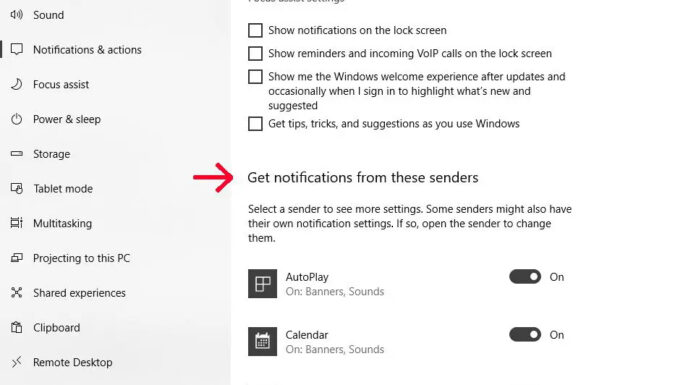 Sound
Notifications & actions
Focus assist
Power & sleep
Storage
Tablet mode
Multitasking
Projecting to this PC
Shared experiences
Clipboard
Remote Desktop
Focus assist settings
Show notifications on the lock screen
Show reminders and incoming VoIP calls on the lock screen
Show me the Windows welcome experience after updates and
occasionally when I sign in to highlight what's new and
suggested
Get tips, tricks, and suggestions as you use Windows
Get notifications from these senders
Select a sender to see more settings. Some senders might also have
their own notification settings. If so, open the sender to change
them.
AutoPlay
On
On: Banners, Sounds
Calendar
On
On: Banners, Sounds